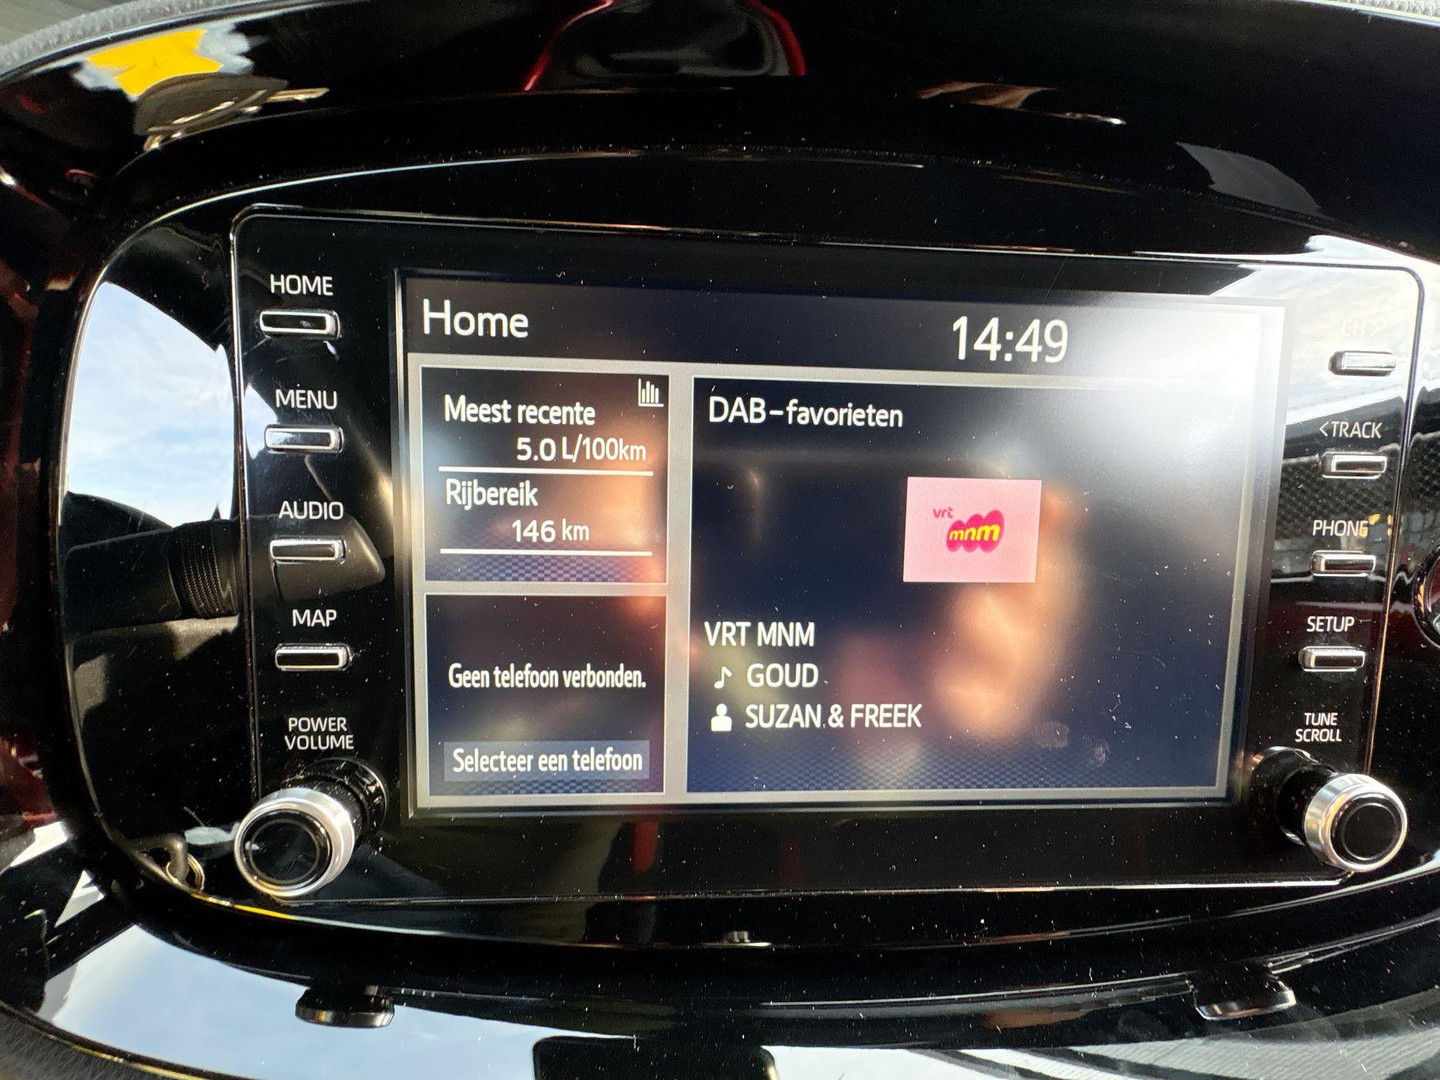 HOME
MENU
AUDIO
MAP
POWER
VOLUME
Home
14:49
Meest recente
5.0 L/100km
Rijbereik
146 km
Geen telefoon verbonden.
Selecteer een telefoon
DAB-favorieten
vrt
mnm
VRT MNM
GOUD
SUZAN & FREEK
<TRACK
PHONE
SETUP
TUNE
SCROLL